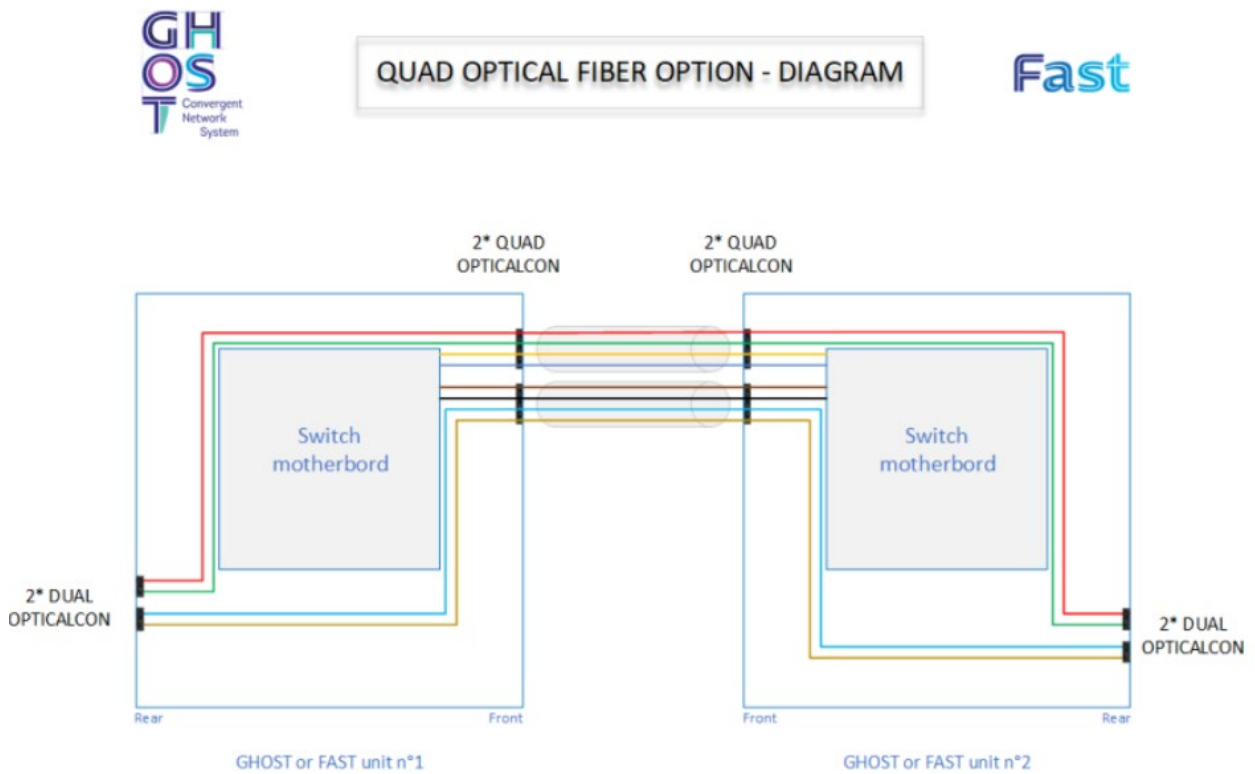 GH
OS
T
Convergent
Network
System
QUAD OPTICAL FIBER OPTION - DIAGRAM
Fast
2* QUAD
OPTICALCON
2* QUAD
OPTICALCON
Switch
motherbord
Switch
motherbord
2* DUAL
OPTICALCON
2* DUAL
OPTICALCON
Rear
Front
Front
Rear
GHOST or FAST unit n°1
GHOST or FAST unit n°2